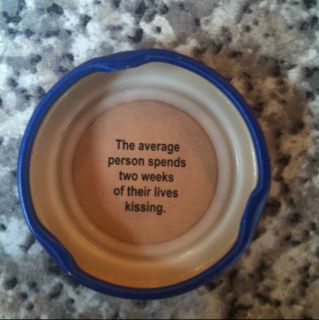 The average
person spends
two weeks
of their lives
kissing.